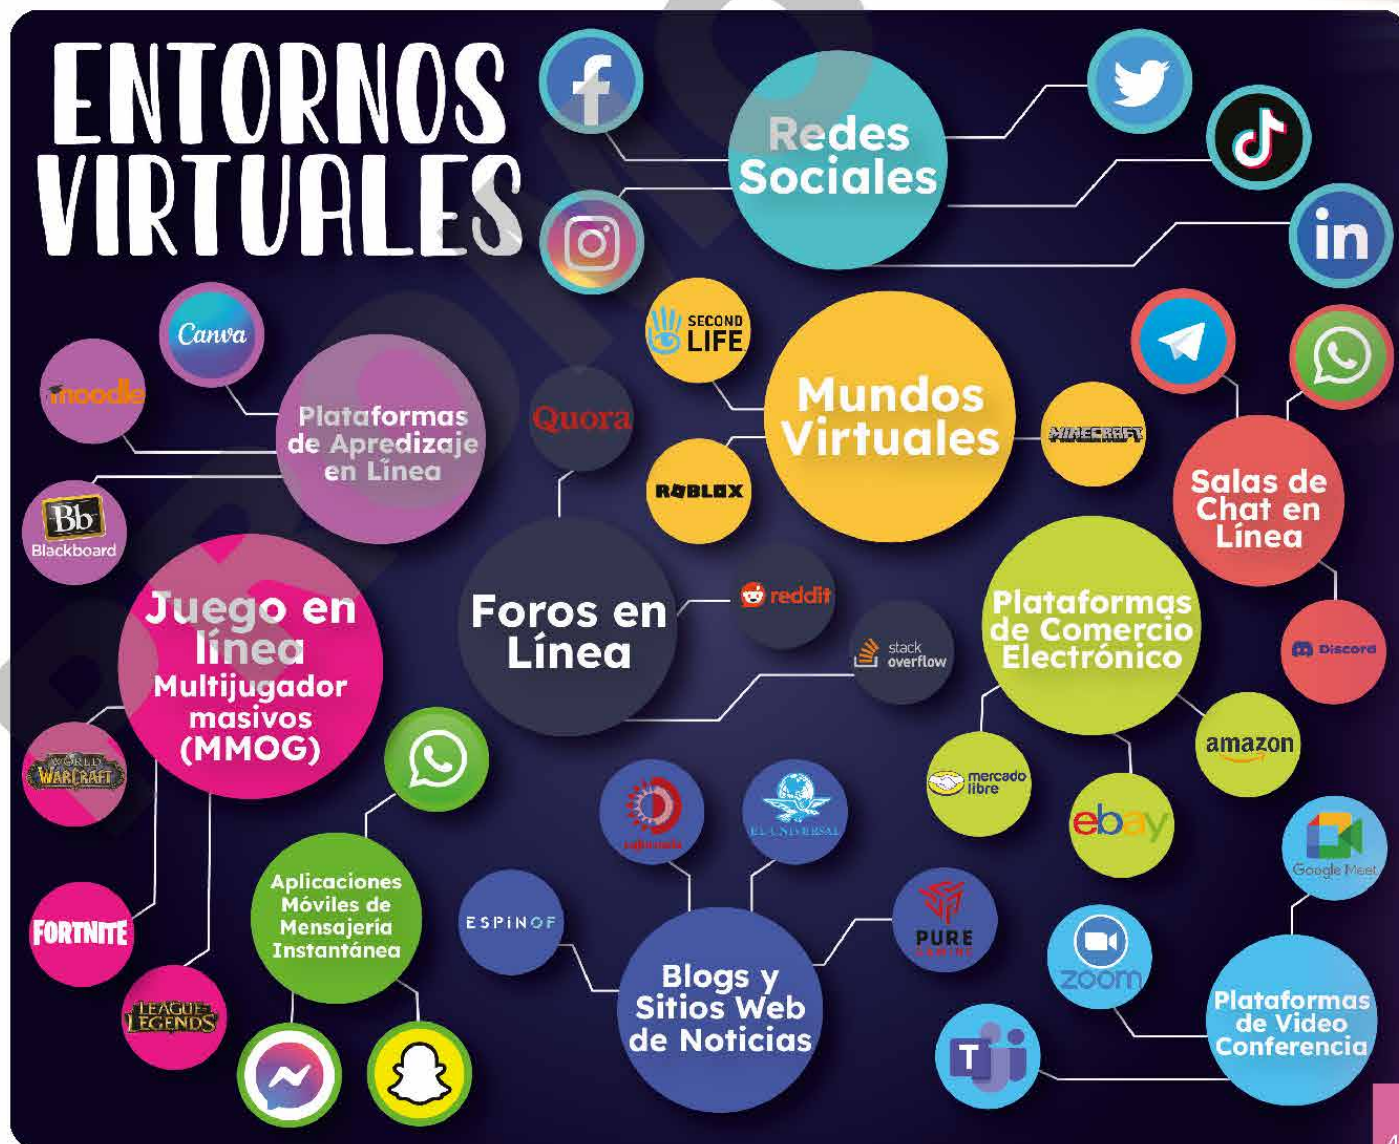 ENTORNOS
VIRTUALES
f
Redes
Sociales
in
Canva
moodle
Plataformas
de Apredizaje
en Línea
Bb
Blackboard
SECOND
LIFE
Mundos
Virtuales
ROBLOX
MINECRAFT
Quora
Salas de
Chat en
Línea
Discord
Juego en
línea
Multijugador
masivos
(MMOG)
WORLD
WARCRAFT
FORTNITE
LEAGUE
LEGENDS
Foros en
Línea
reddit
stack
overflow
Plataformas
de Comercio
Electrónico
mercado
libre
ebay
amazon
Aplicaciones
Móviles de
Mensajería
Instantánea
EL UNIVERSAL
ESPINOF
PURE
GAMING
Blogs y
Sitios Web
de Noticias
Google Meet
zoom
T
Plataformas
de Video
Conferencia